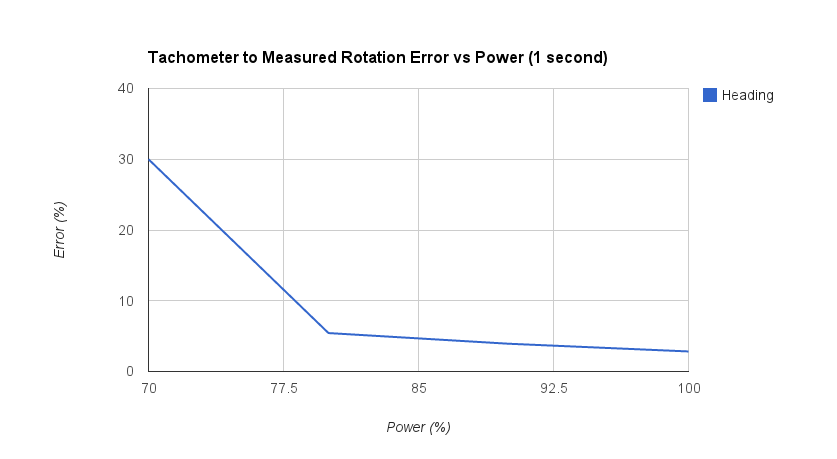 Tachometer to Measured Rotation Error vs Power (1 second)
40
Heading
30
20
10
0
Error (%)
70 77.5 85 92.5 100
Power (%)